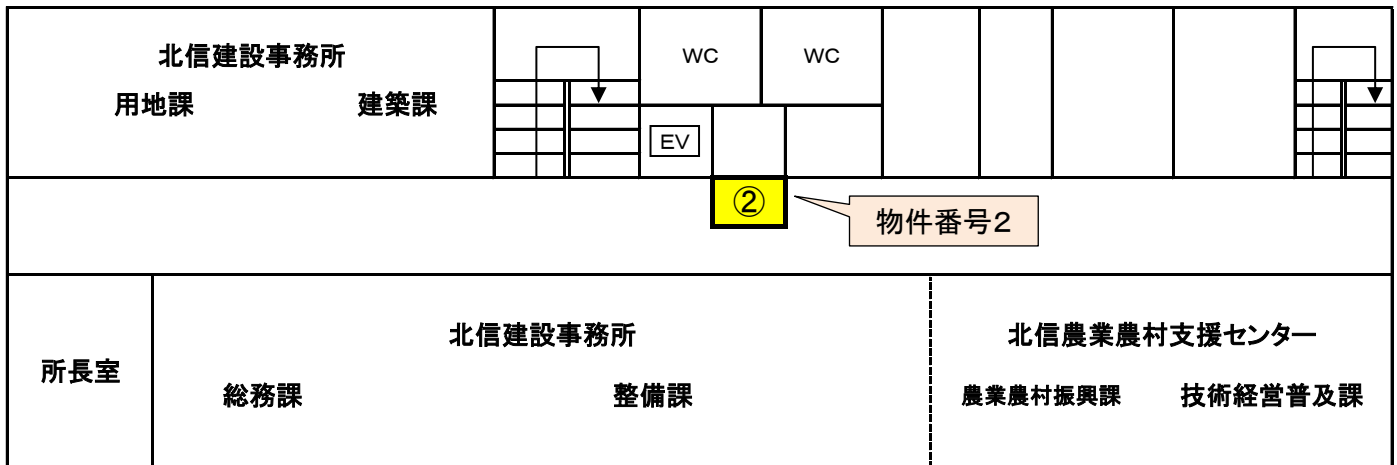 北信建設事務所
用地課 建築課
WC
WC
EV
②
物件番号2
所長室
北信建設事務所
総務課 整備課
北信農業農村支援センター
農業農村振興課 技術経営普及課